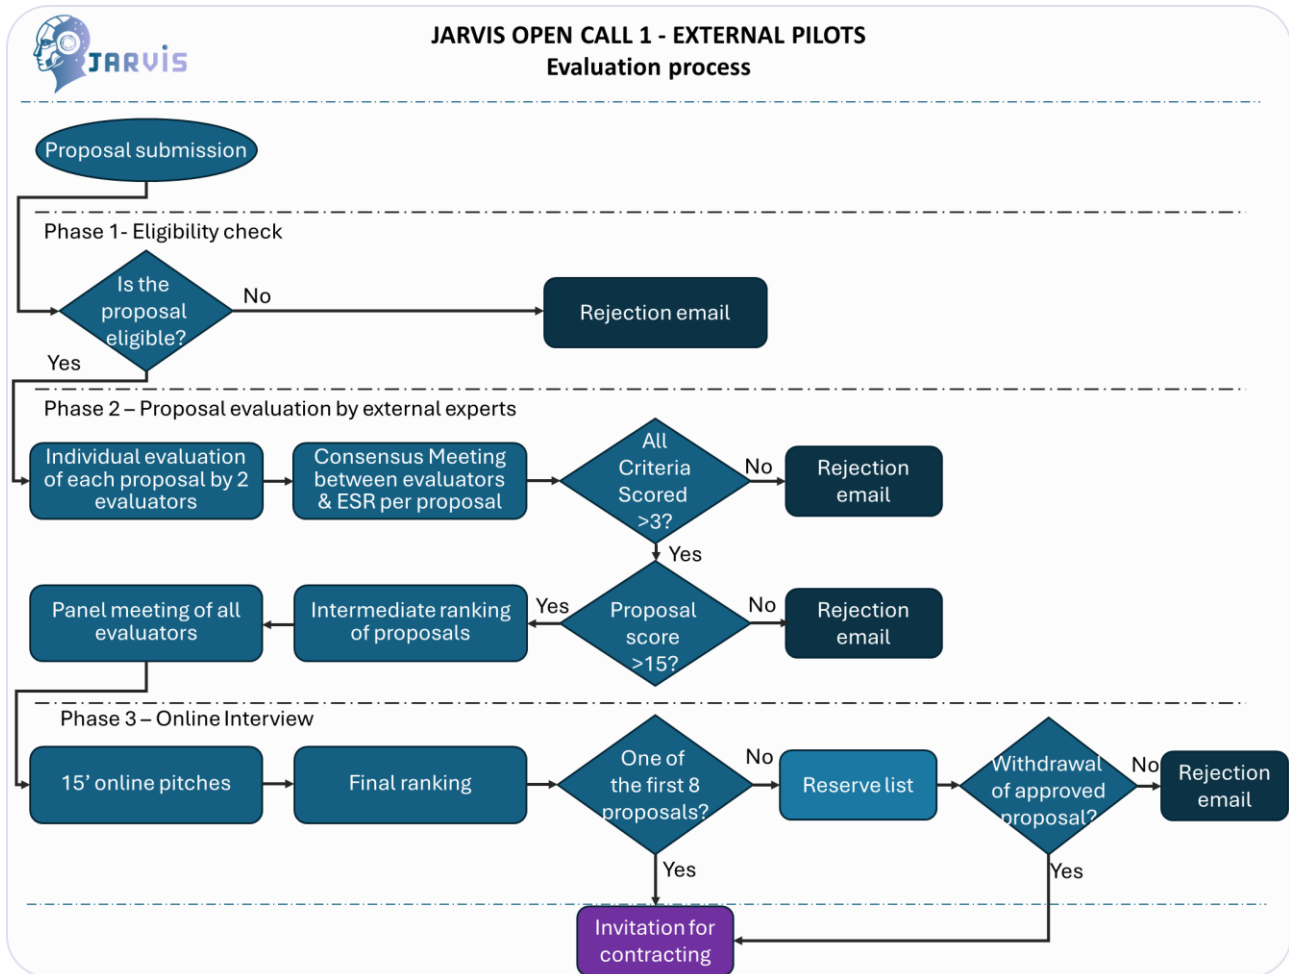 JARVIS
JARVIS OPEN CALL 1 - EXTERNAL PILOTS
Evaluation process
Proposal submission
Phase 1- Eligibility check
Is the
proposal
eligible?
No
Rejection email
Yes
Phase 2 – Proposal evaluation by external experts
Individual evaluation
of each proposal by 2
evaluators
Consensus Meeting
between evaluators
& ESR per proposal
All
Criteria
Scored
>3?
No
Rejection
email
Yes
Panel meeting of all
evaluators
Intermediate ranking
of proposals
Yes
Proposal
score
>15?
No
Rejection
email
Phase 3 – Online Interview
15' online pitches
Final ranking
One of
the first 8
proposals?
No
Reserve list
Withdrawal
of approved
proposal?
No
Rejection
email
Yes
Yes
Invitation for
contracting